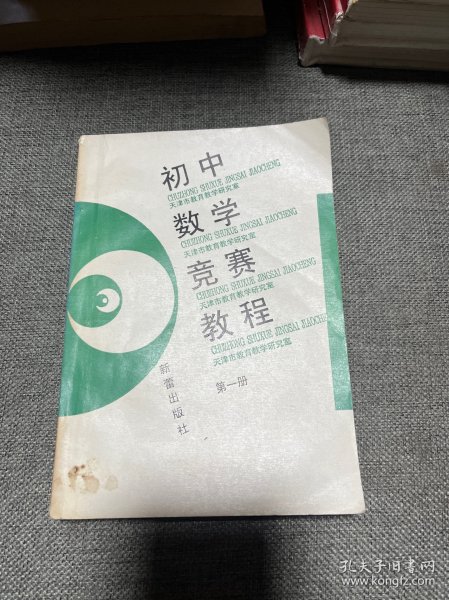 初中
CHUZHONG SHUXUE JINGSAI JIAOCHENG
天津市教育教学研究室
数学
CHUZHONG SHUXUE JINGSAI JIAOCHENG
天津市教育教学研究室
竞赛
CHUZHONG SHUXUE JINGSAI JIAOCHENG
天津市教育教学研究室
教程
CHUZHONG SHUXUE JINGSAI JIAOCHENG
天津市教育教学研究室
第一册
新蕾出版社
孔夫子旧书网
www.kongfz.com